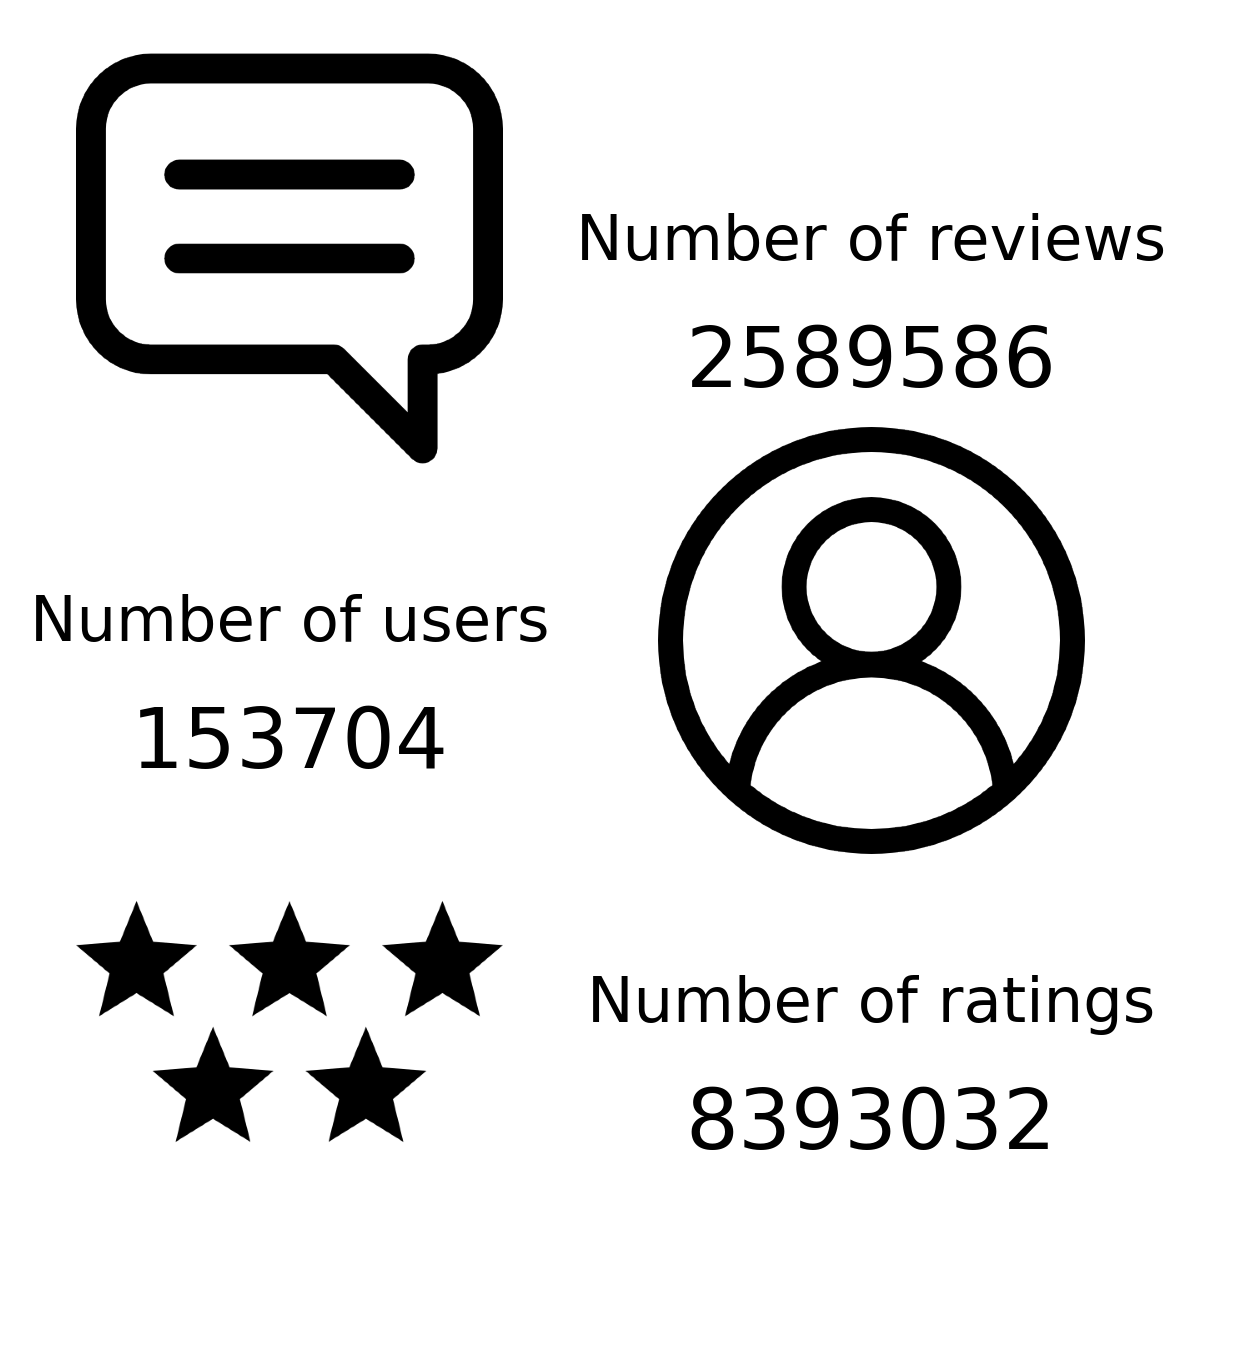 Number of reviews
2589586
Number of users
153704
Number of ratings
8393032